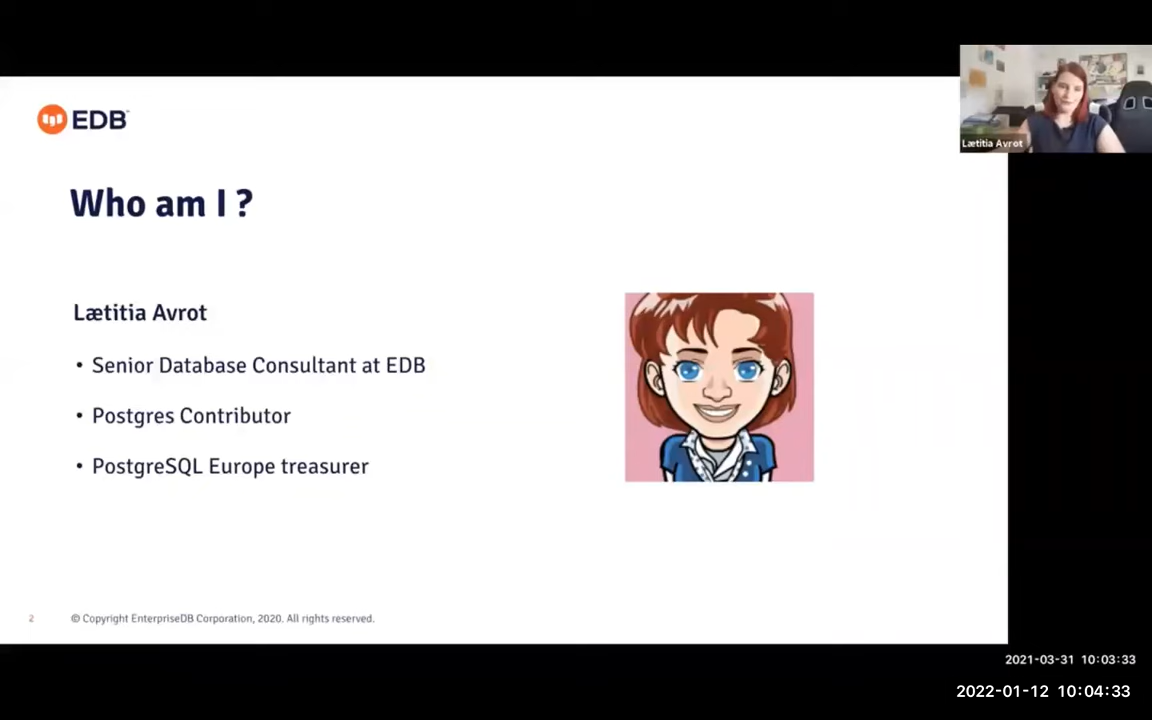 EDB
Lætitia Avrot
Who am I ?
Lætitia Avrot
• Senior Database Consultant at EDB
• Postgres Contributor
• PostgreSQL Europe treasurer
2 © Copyright EnterpriseDB Corporation, 2020. All rights reserved.
2021-03-31 10:03:33
2022-01-12 10:04:33